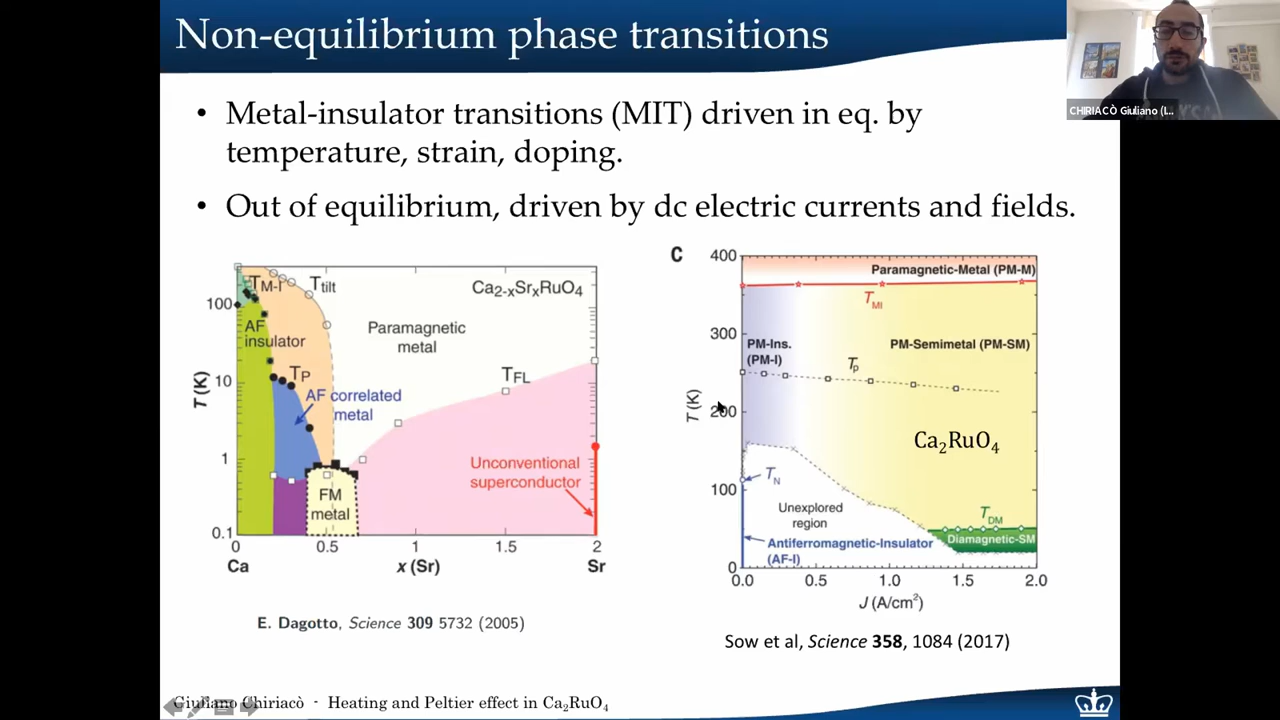 Non-equilibrium phase transitions
CHIRIACÒ Giuliano (I...
• Metal-insulator transitions (MIT) driven in eq. by
temperature, strain, doping.
• Out of equilibrium, driven by dc electric currents and fields.
T_M-I
T_tilt
Ca₂₋ₓSrₓRuO₄
100
AF
insulator
Paramagnetic
metal
T_P
T_FL
10
AF correlated
metal
T (K)
1
Unconventional
superconductor
FM
metal
0.1
0 0.5 1 1.5 2
Ca x (Sr) Sr
E. Dagotto, Science 309 5732 (2005)
C
400
Paramagnetic-Metal (PM-M)
T_MI
300
PM-Ins.
(PM-I)
PM-Semimetal (PM-SM)
T_p
T (K)
200
Ca₂RuO₄
100
T_N
Unexplored
region
T_DM
Antiferromagnetic-Insulator
(AF-I)
Diamagnetic-SM
0
0.0 0.5 1.0 1.5 2.0
J (A/cm²)
Sow et al, Science 358, 1084 (2017)
Giuliano Chiriacò - Heating and Peltier effect in Ca₂RuO₄